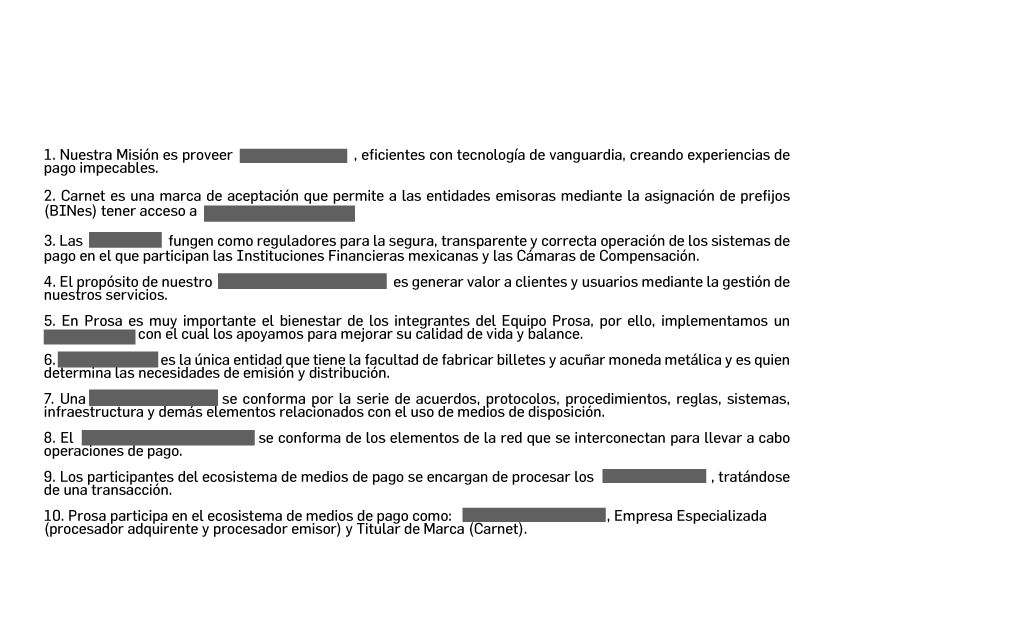 1. Nuestra Misión es proveer , eficientes con tecnología de vanguardia, creando experiencias de
pago impecables.
2. Carnet es una marca de aceptación que permite a las entidades emisoras mediante la asignación de prefijos
(BINes) tener acceso a
3. Las fungen como reguladores para la segura, transparente y correcta operación de los sistemas de
pago en el que participan las Instituciones Financieras mexicanas y las Cámaras de Compensación.
4. El propósito de nuestro es generar valor a clientes y usuarios mediante la gestión de
nuestros servicios.
5. En Prosa es muy importante el bienestar de los integrantes del Equipo Prosa, por ello, implementamos un
con el cual los apoyamos para mejorar su calidad de vida y balance.
6. es la única entidad que tiene la facultad de fabricar billetes y acuñar moneda metálica y es quien
determina las necesidades de emisión y distribución.
7. Una se conforma por la serie de acuerdos, protocolos, procedimientos, reglas, sistemas,
infraestructura y demás elementos relacionados con el uso de medios de disposición.
8. El se conforma de los elementos de la red que se interconectan para llevar a cabo
operaciones de pago.
9. Los participantes del ecosistema de medios de pago se encargan de procesar los , tratándose
de una transacción.
10. Prosa participa en el ecosistema de medios de pago como: , Empresa Especializada
(procesador adquirente y procesador emisor) y Titular de Marca (Carnet).